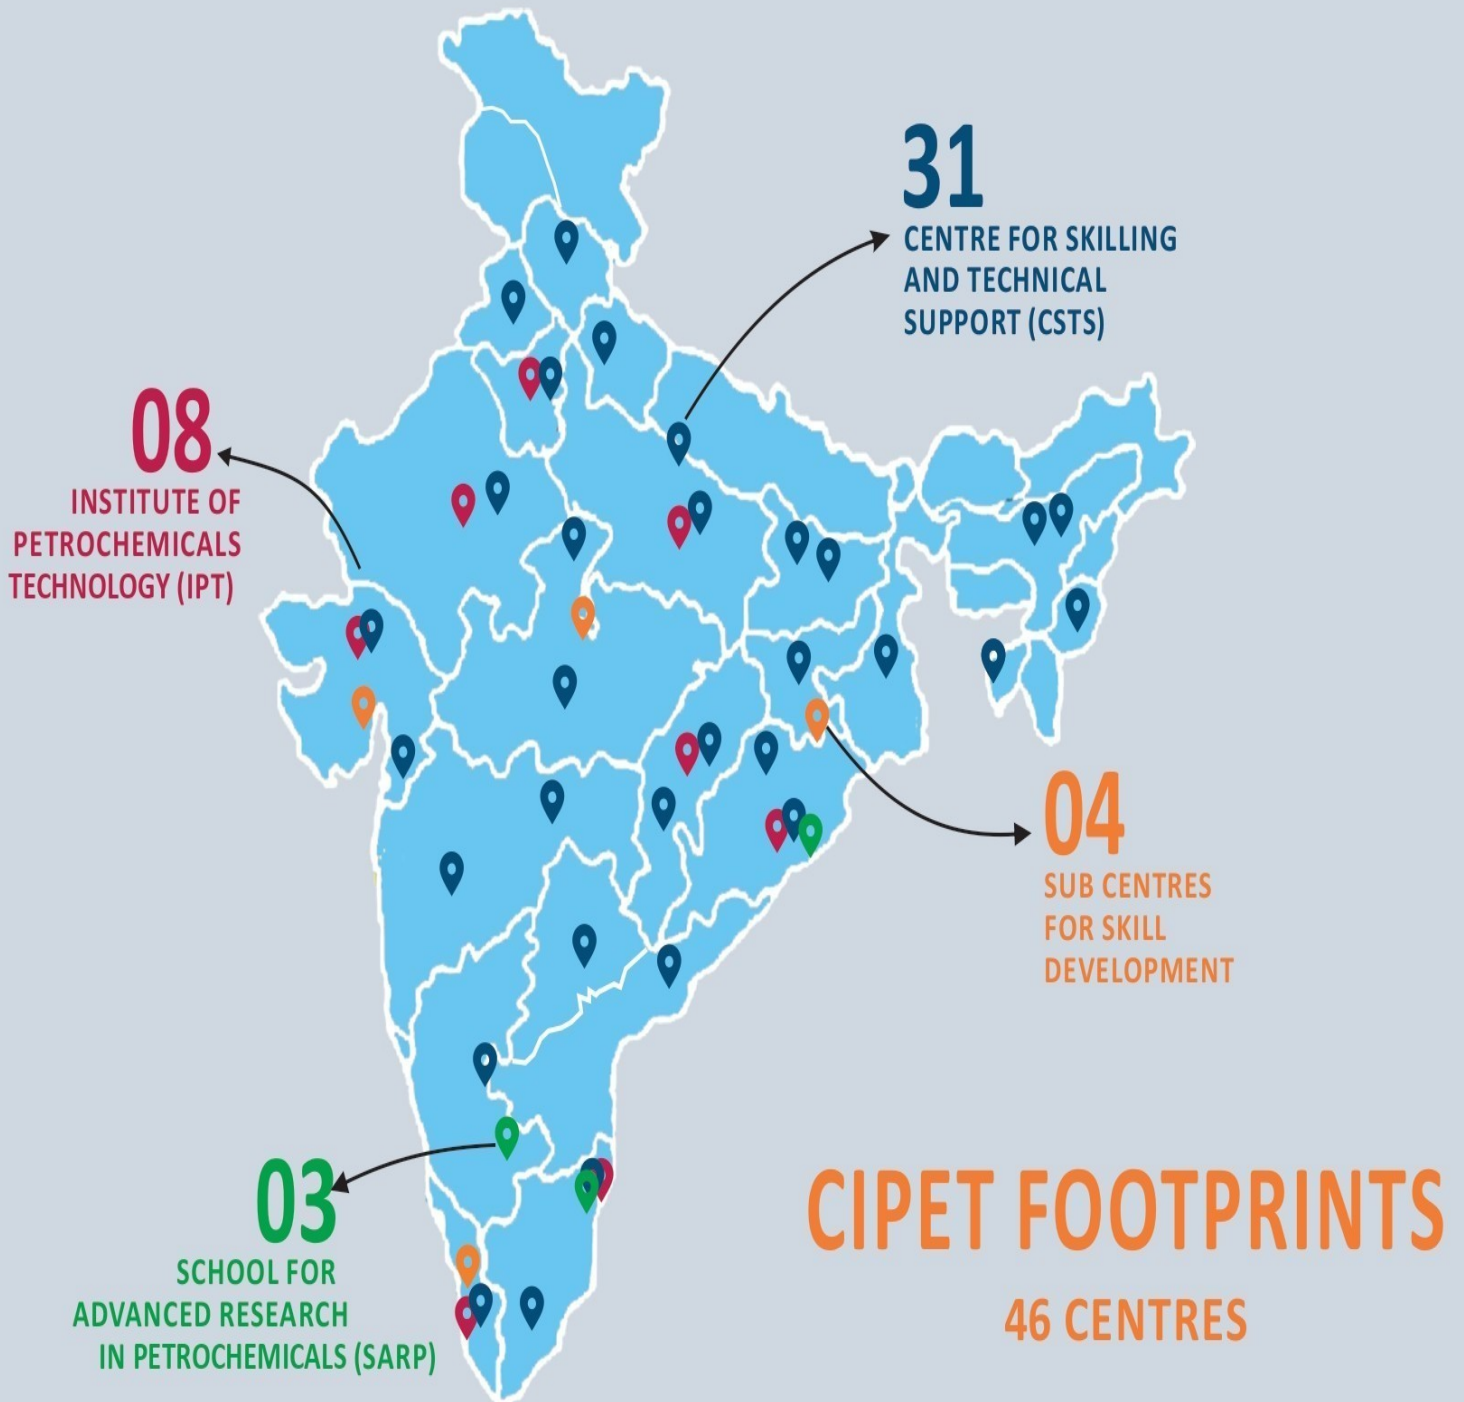 31
CENTRE FOR SKILLING
AND TECHNICAL
SUPPORT (CSTS)
08
INSTITUTE OF
PETROCHEMICALS
TECHNOLOGY (IPT)
04
SUB CENTRES
FOR SKILL
DEVELOPMENT
03
SCHOOL FOR
ADVANCED RESEARCH
IN PETROCHEMICALS (SARP)
CIPET FOOTPRINTS
46 CENTRES